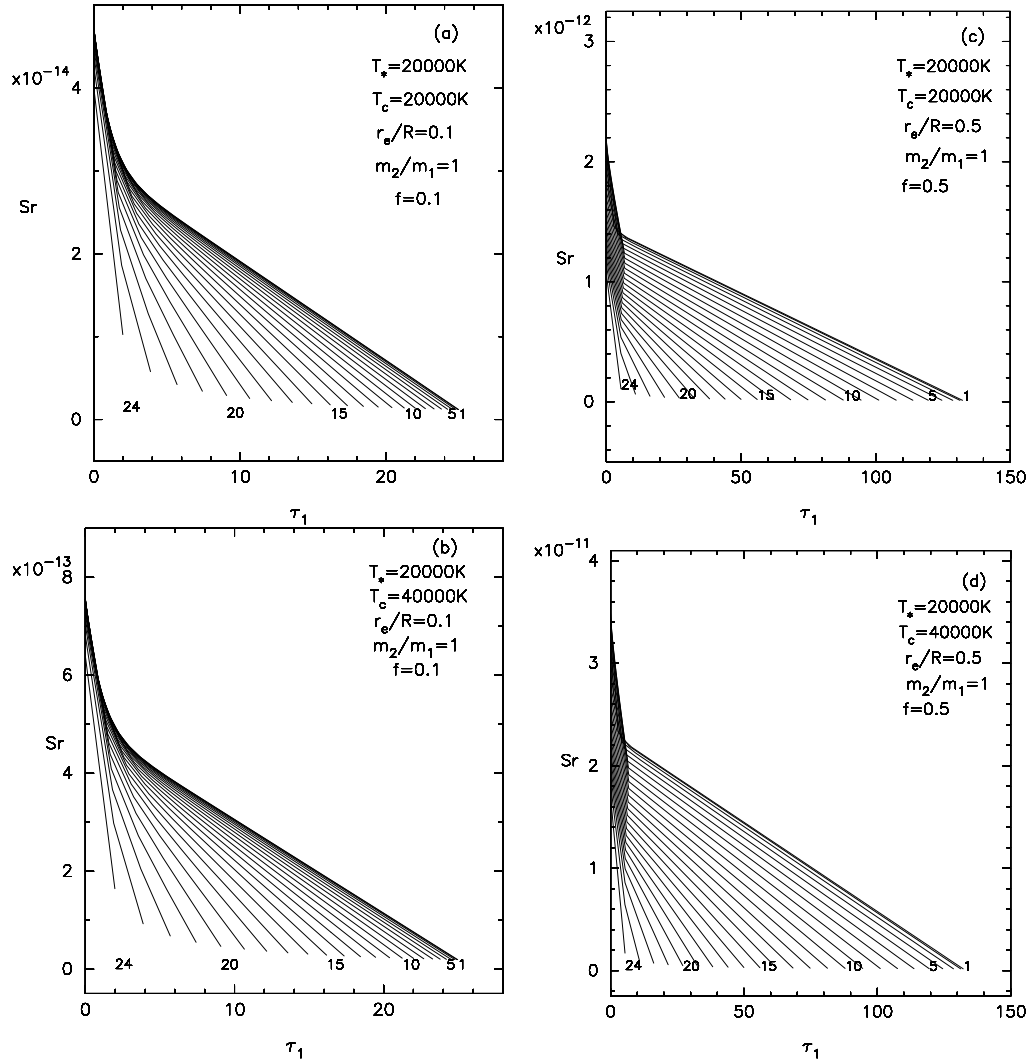 (a)
x10-14
T*=20000K
Tc=20000K
re/R=0.1
m2/m1=1
f=0.1
4
Sr
2
0
24 20 15 10 5 1
0 10 20
τ1
(c)
x10-12
T*=20000K
Tc=20000K
re/R=0.5
m2/m1=1
f=0.5
3
2
Sr
1
0
24 20 15 10 5 1
0 50 100 150
τ1
(b)
x10-13
T*=20000K
Tc=40000K
re/R=0.1
m2/m1=1
f=0.1
8
6
Sr
4
2
0
24 20 15 10 5 1
0 10 20
τ1
(d)
x10-11
T*=20000K
Tc=40000K
re/R=0.5
m2/m1=1
f=0.5
4
3
Sr
2
1
0
24 20 15 10 5 1
0 50 100 150
τ1